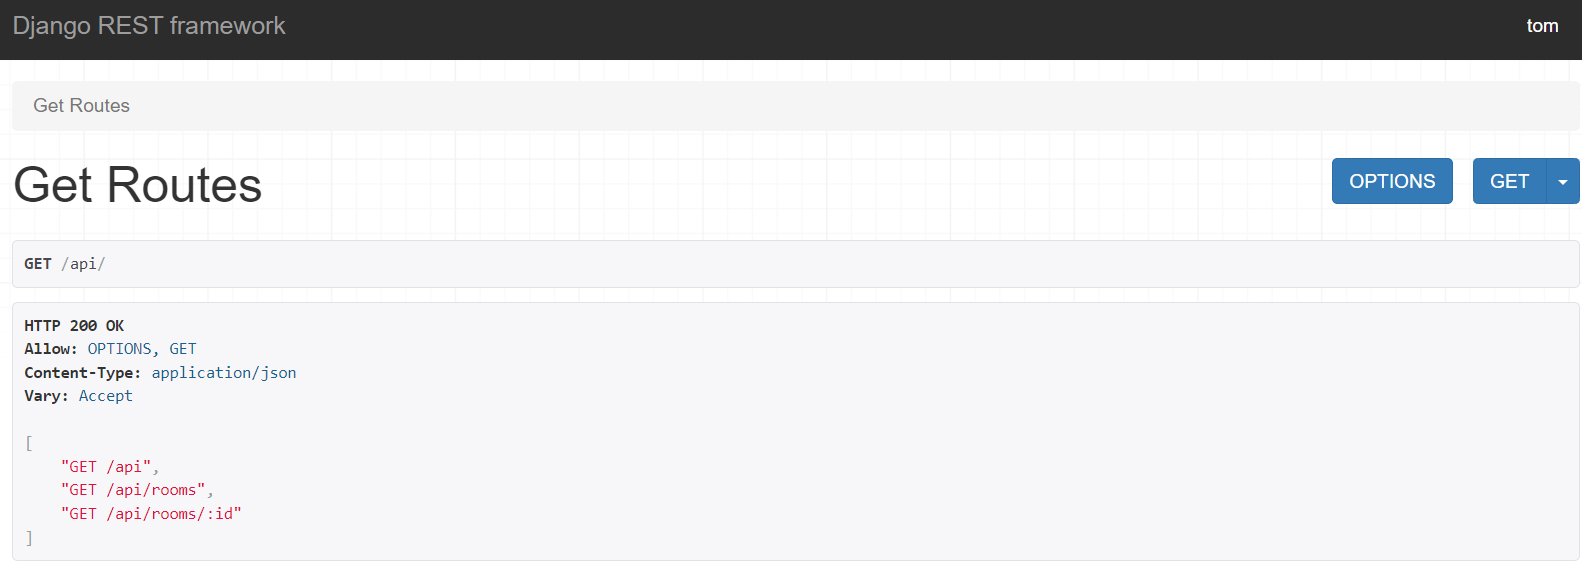 Django REST framework
tom
Get Routes
Get Routes
OPTIONS
GET
GET /api/
HTTP 200 OK
Allow: OPTIONS, GET
Content-Type: application/json
Vary: Accept
[
    "GET /api",
    "GET /api/rooms",
    "GET /api/rooms/:id"
]